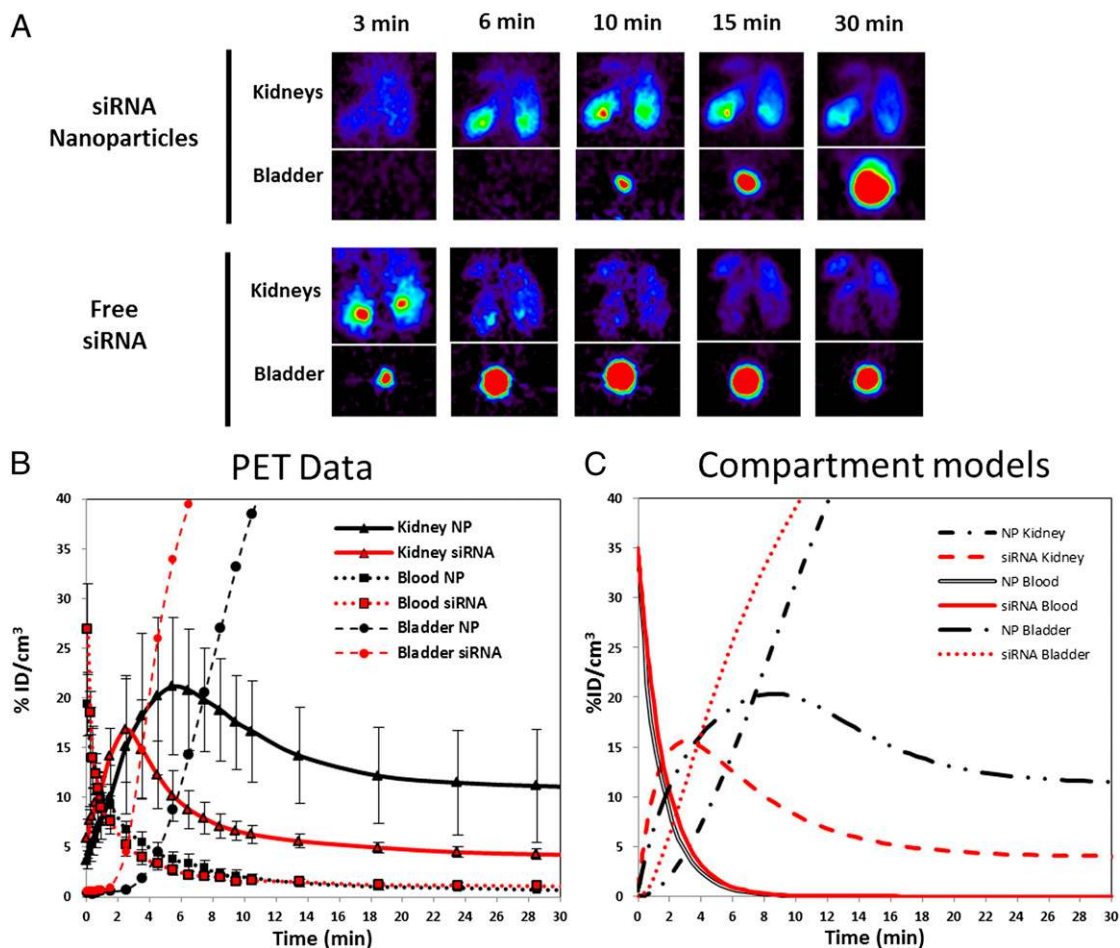 A
3 min 6 min 10 min 15 min 30 min
siRNA
Nanoparticles
Kidneys
Bladder
Free
siRNA
Kidneys
Bladder
B PET Data
% ID/cm³
40
35
30
25
20
15
10
5
0
0 2 4 6 8 10 12 14 16 18 20 22 24 26 28 30
Time (min)
Kidney NP
Kidney siRNA
Blood NP
Blood siRNA
Bladder NP
Bladder siRNA
C Compartment models
%ID/cm³
40
35
30
25
20
15
10
5
0
0 2 4 6 8 10 12 14 16 18 20 22 24 26 28 30
Time (min)
NP Kidney
siRNA Kidney
NP Blood
siRNA Blood
NP Bladder
siRNA Bladder